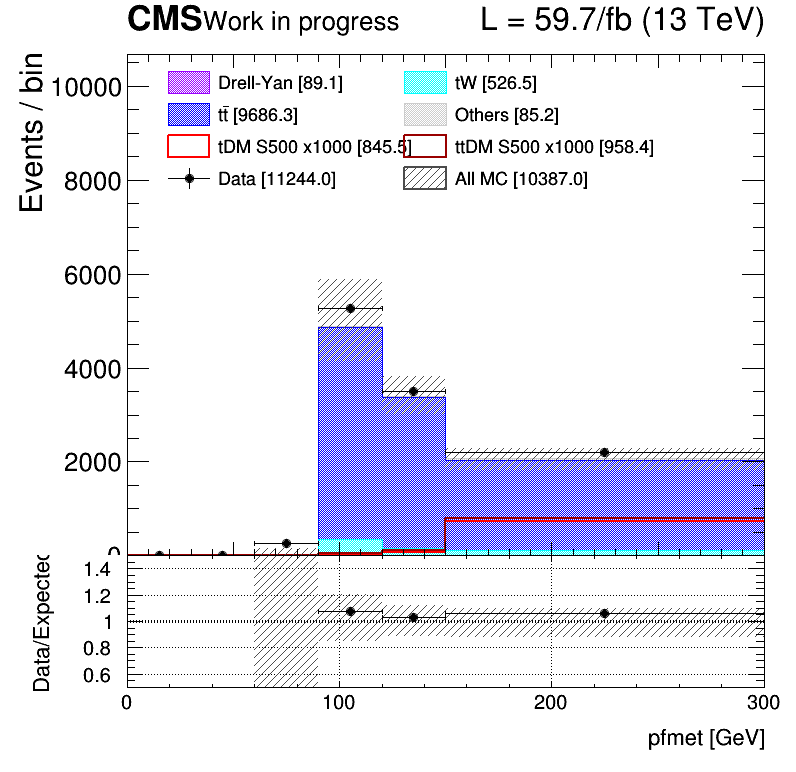 CMS Work in progress L = 59.7/fb (13 TeV)
Events / bin
10000
8000
6000
4000
2000
0
Drell-Yan [89.1] tW [526.5]
tt̄ [9686.3] Others [85.2]
tDM S500 x1000 [845.5] ttDM S500 x1000 [958.4]
Data [11244.0] All MC [10387.0]
Data/Expected
1.4
1.2
1
0.8
0.6
0 100 200 300
pfmet [GeV]